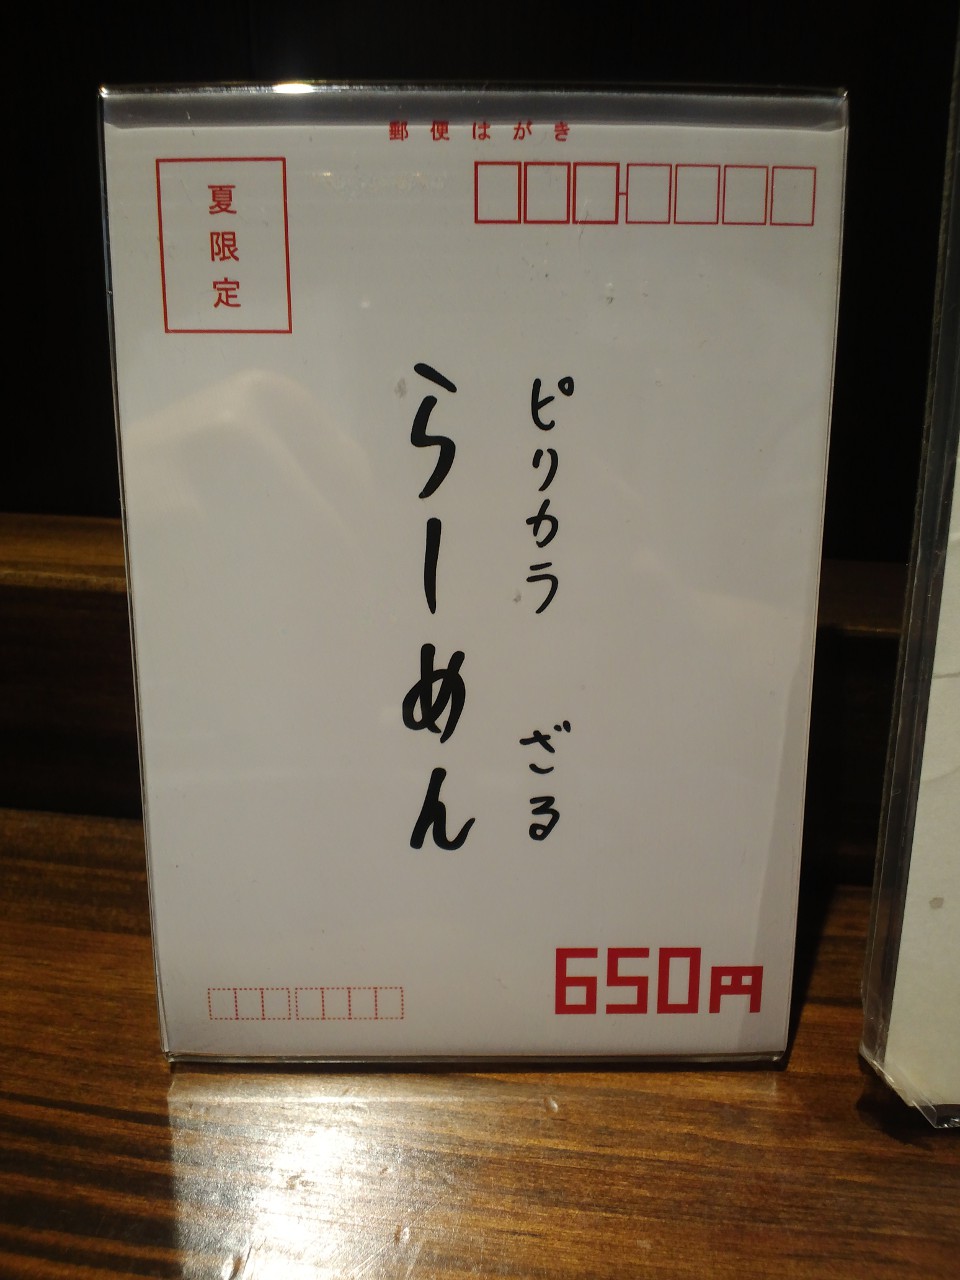 郵便はがき
夏限定
ピリカラ ざる
らーめん
650円